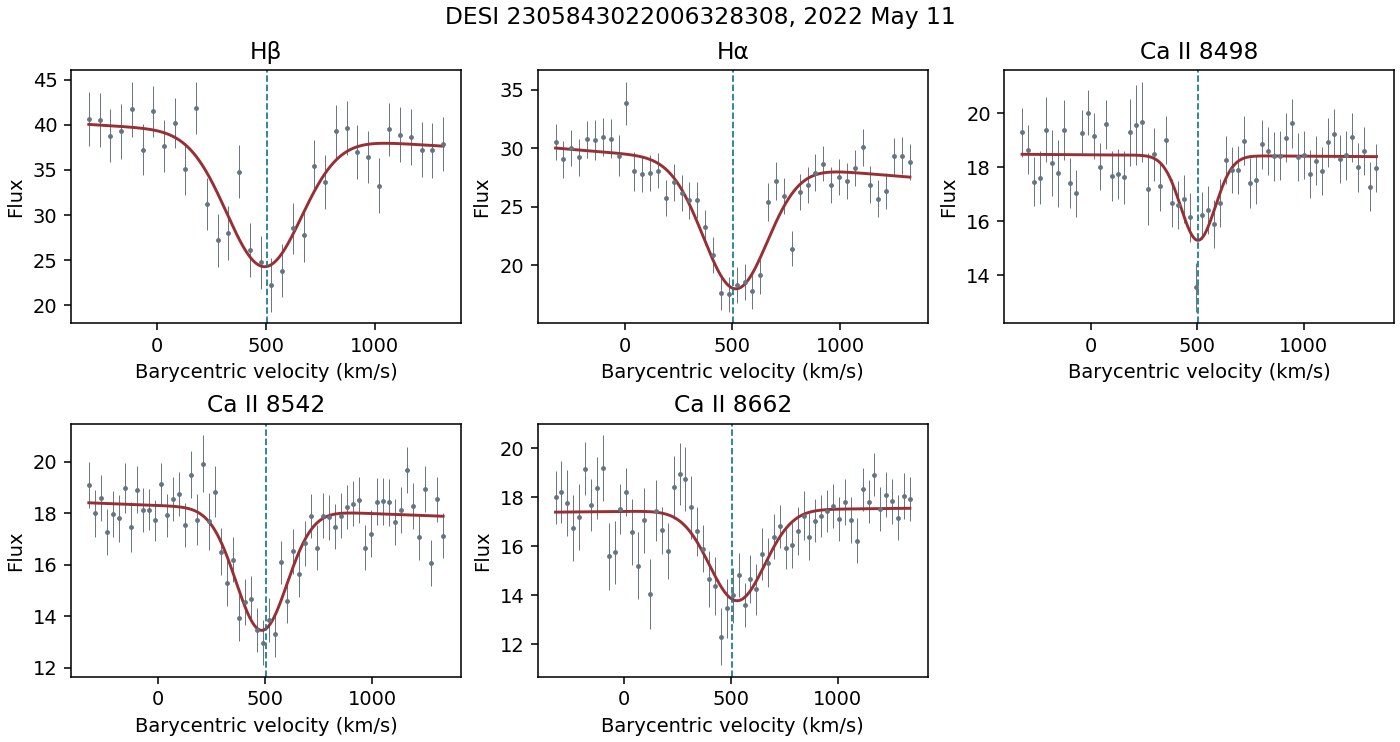 DESI 2305843022006328308, 2022 May 11
Hβ
45
40
35
30
25
20
Flux
0
500
1000
Barycentric velocity (km/s)
Hα
35
30
25
20
Flux
0
500
1000
Barycentric velocity (km/s)
Ca II 8498
20
18
16
14
Flux
0
500
1000
Barycentric velocity (km/s)
Ca II 8542
20
18
16
14
12
Flux
0
500
1000
Barycentric velocity (km/s)
Ca II 8662
20
18
16
14
12
Flux
0
500
1000
Barycentric velocity (km/s)